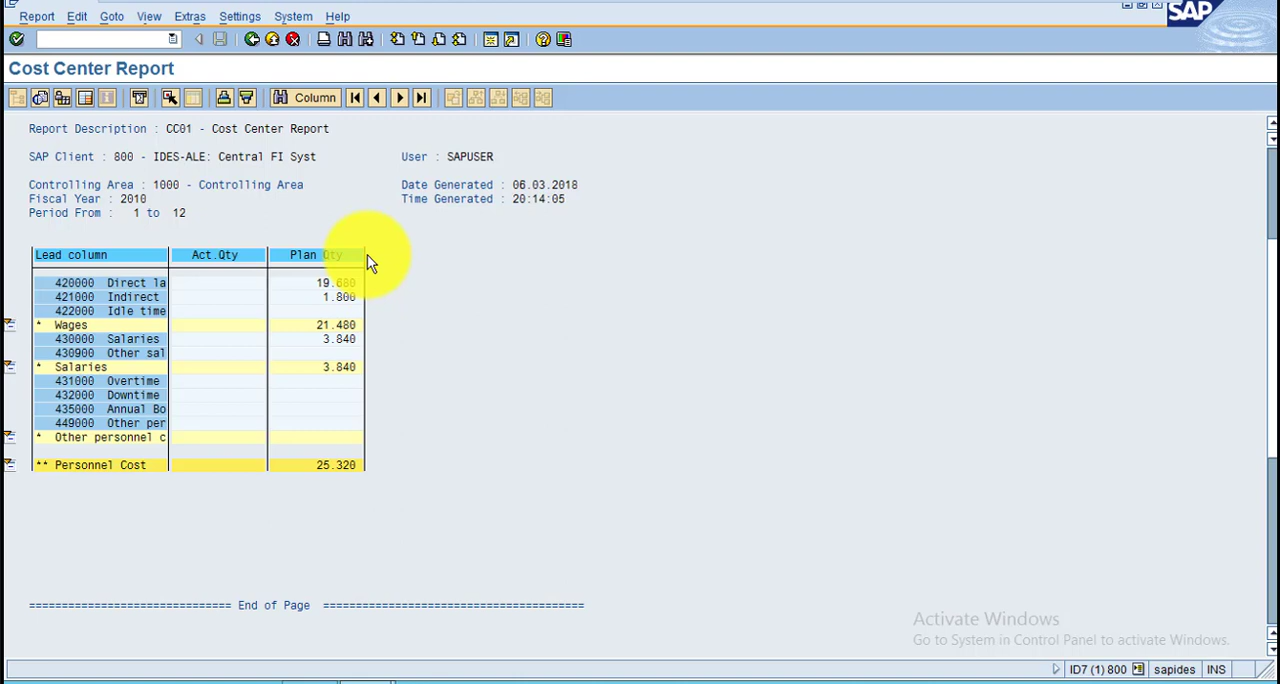 Report Edit Goto View Extras Settings System Help
SAP
Cost Center Report
Column
Report Description : CC01 - Cost Center Report
SAP Client : 800 - IDES-ALE: Central FI Syst User : SAPUSER
Controlling Area : 1000 - Controlling Area Date Generated : 06.03.2018
Fiscal Year : 2010 Time Generated : 20:14:05
Period From : 1 to 12
Lead column Act.Qty Plan Qty
420000 Direct la 19.680
421000 Indirect 1.800
422000 Idle time
* Wages 21.480
430000 Salaries 3.840
430900 Other sal
* Salaries 3.840
431000 Overtime
432000 Downtime
435000 Annual Bo
449000 Other per
* Other personnel c
** Personnel Cost 25.320
============================== End of Page ========================================
Activate Windows
Go to System in Control Panel to activate Windows.
ID7 (1) 800 sapides INS